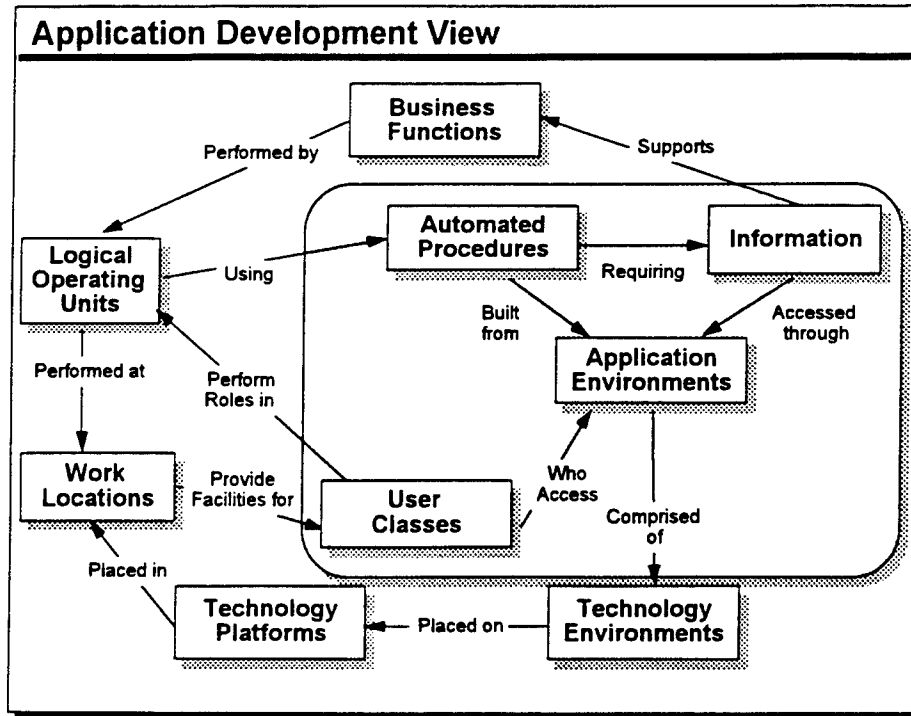 Application Development View
Business
Functions
Performed by
Supports
Automated
Procedures
Information
Logical
Operating
Units
Using
Requiring
Built
from
Accessed
through
Application
Environments
Performed at
Perform
Roles in
Work
Locations
Provide
Facilities for
User
Classes
Who
Access
Comprised
of
Placed in
Technology
Platforms
Placed on
Technology
Environments